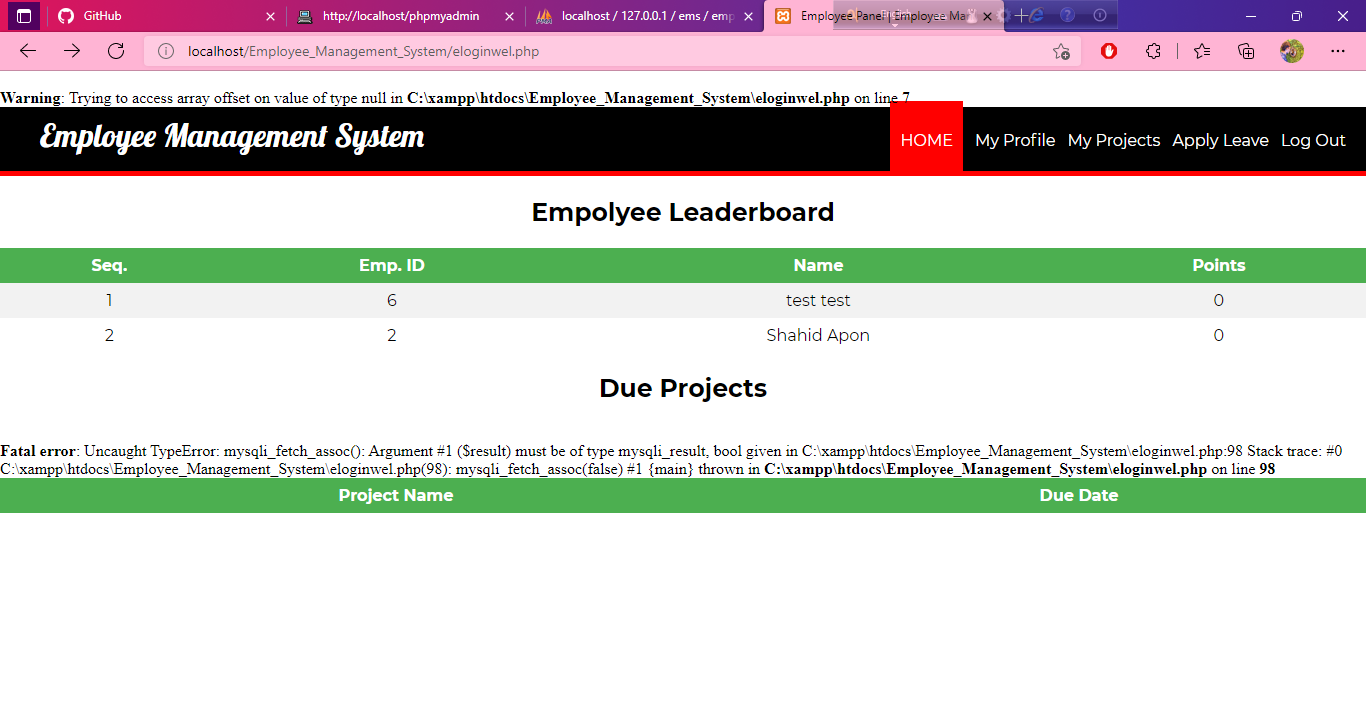 GitHub
http://localhost/phpmyadmin
localhost / 127.0.0.1 / ems / emp
Employee Panel | Employee Ma
localhost/Employee_Management_System/eloginwel.php
Warning: Trying to access array offset on value of type null in C:\xampp\htdocs\Employee_Management_System\eloginwel.php on line 7
Employee Management System
HOME My Profile My Projects Apply Leave Log Out
Empolyee Leaderboard
Seq. Emp. ID Name Points
1 6 test test 0
2 2 Shahid Apon 0
Due Projects
Fatal error: Uncaught TypeError: mysqli_fetch_assoc(): Argument #1 ($result) must be of type mysqli_result, bool given in C:\xampp\htdocs\Employee_Management_System\eloginwel.php:98 Stack trace: #0
C:\xampp\htdocs\Employee_Management_System\eloginwel.php(98): mysqli_fetch_assoc(false) #1 {main} thrown in C:\xampp\htdocs\Employee_Management_System\eloginwel.php on line 98
Project Name Due Date